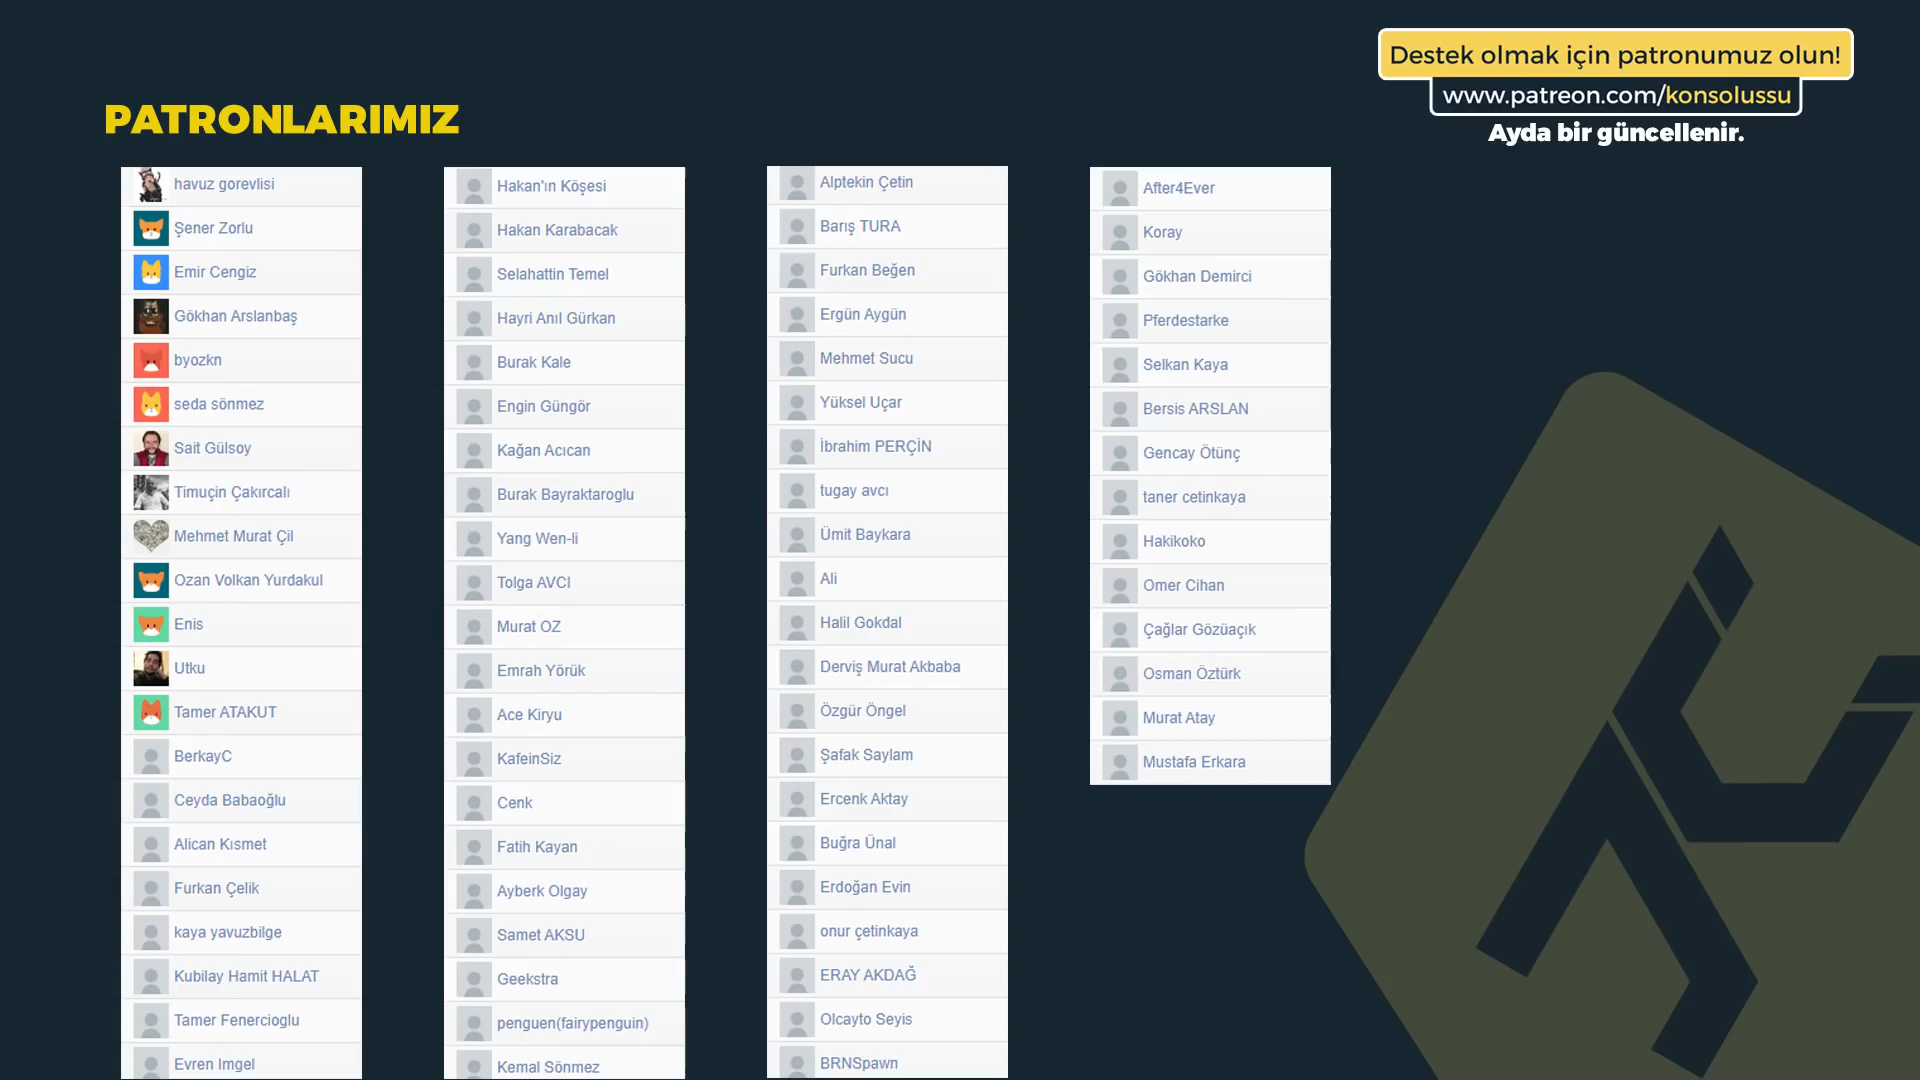 Destek olmak için patronumuz olun!
www.patreon.com/konsolussu
Ayda bir güncellenir.
PATRONLARIMIZ
havuz gorevlisi
Şener Zorlu
Emir Cengiz
Gökhan Arslanbaş
byozkn
seda sönmez
Sait Gülsoy
Timuçin Çakırcalı
Mehmet Murat Çil
Ozan Volkan Yurdakul
Enis
Utku
Tamer ATAKUT
BerkayC
Ceyda Babaoğlu
Alican Kısmet
Furkan Çelik
kaya yavuzbilge
Kubilay Hamit HALAT
Tamer Fenercioglu
Evren Imgel
Hakan'ın Köşesi
Hakan Karabacak
Selahattin Temel
Hayri Anıl Gürkan
Burak Kale
Engin Güngör
Kağan Acıcan
Burak Bayraktaroglu
Yang Wen-li
Tolga AVCI
Murat OZ
Emrah Yörük
Ace Kiryu
KafeinSiz
Cenk
Fatih Kayan
Ayberk Olgay
Samet AKSU
Geekstra
penguen(fairypenguin)
Kemal Sönmez
Alptekin Çetin
Barış TURA
Furkan Beğen
Ergün Aygün
Mehmet Sucu
Yüksel Uçar
İbrahim PERÇİN
tugay avcı
Ümit Baykara
Ali
Halil Gokdal
Derviş Murat Akbaba
Özgür Öngel
Şafak Saylam
Ercenk Aktay
Buğra Ünal
Erdoğan Evin
onur çetinkaya
ERAY AKDAĞ
Olcayto Seyis
BRNSpawn
After4Ever
Koray
Gökhan Demirci
Pferdestarke
Selkan Kaya
Bersis ARSLAN
Gencay Ötünç
taner cetinkaya
Hakikoko
Omer Cihan
Çağlar Gözüaçık
Osman Öztürk
Murat Atay
Mustafa Erkara